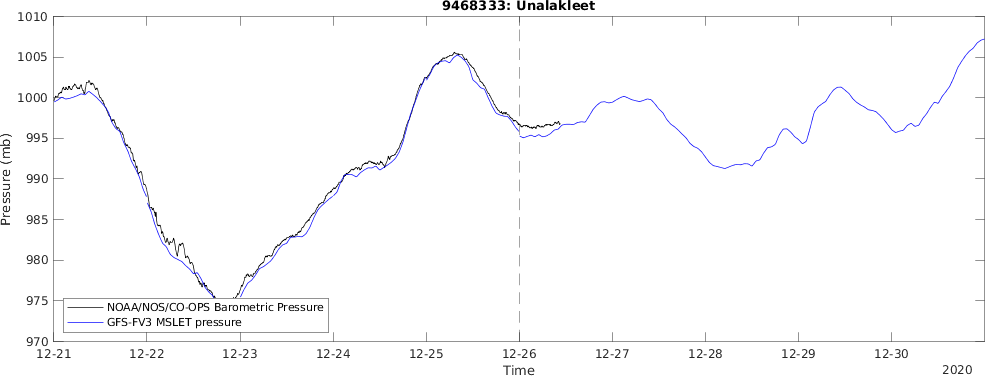 9468333: Unalakleet
Pressure (mb)
1010
1005
1000
995
990
985
980
975
970
NOAA/NOS/CO-OPS Barometric Pressure
GFS-FV3 MSLET pressure
12-21 12-22 12-23 12-24 12-25 12-26 12-27 12-28 12-29 12-30
Time
2020